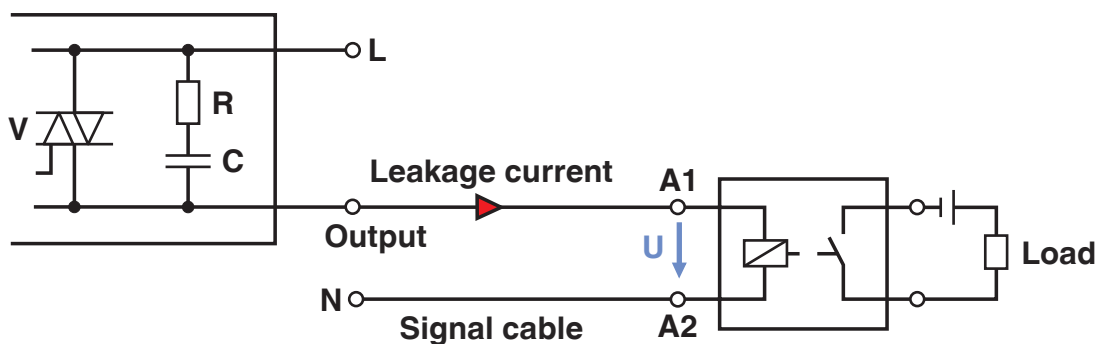 L
V
R
C
Leakage current
A1
Output
U
Load
N
Signal cable
A2